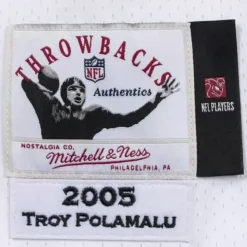 THROWBACKS
NFL
Authentics
NFL PLAYERS
NOSTALGIA CO.
Mitchell & Ness
PHILADELPHIA, PA
2005
TROY POLAMALU